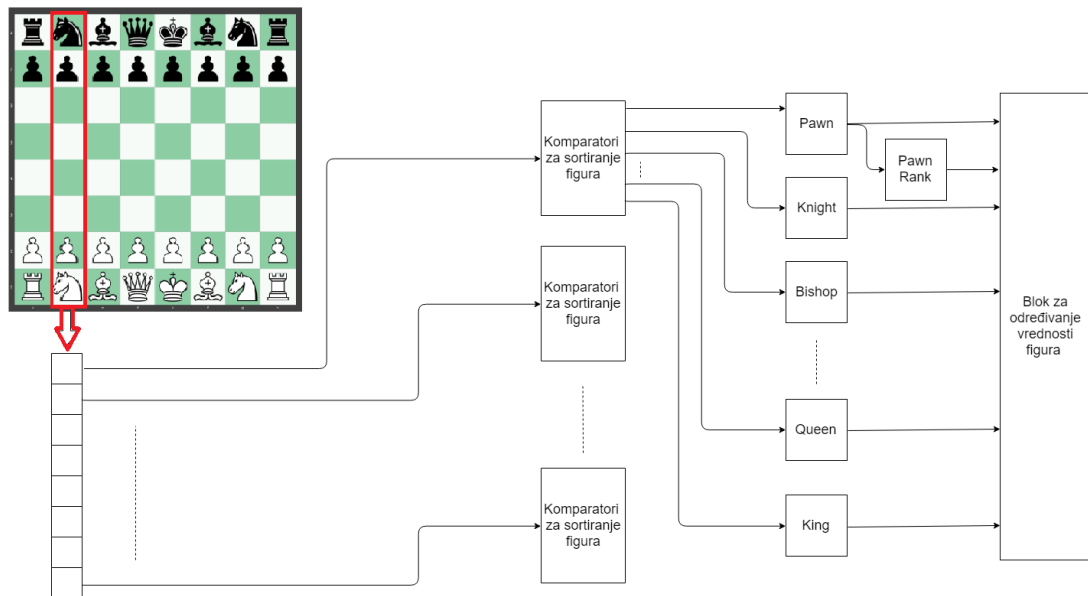 Komparatori
za sortiranje
figura
Komparatori
za sortiranje
figura
Komparatori
za sortiranje
figura
Pawn
Pawn
Rank
Knight
Bishop
Queen
King
Blok za
određivanje
vrednosti
figura